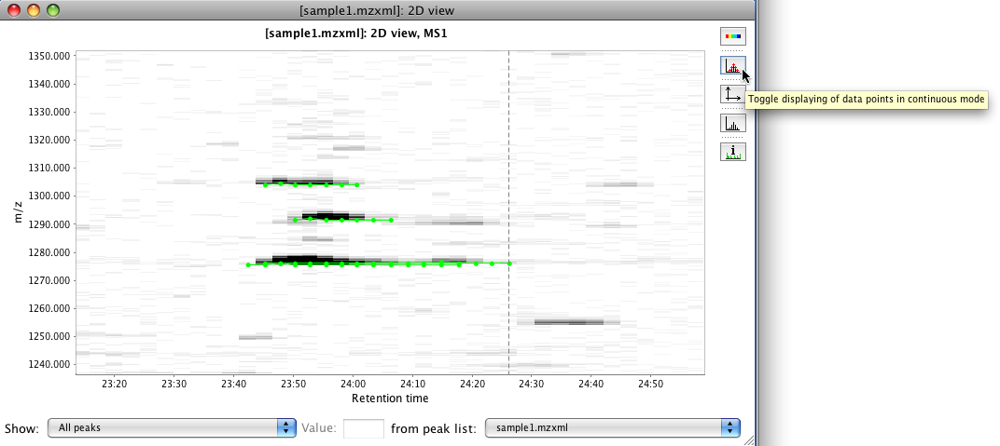 [sample1.mzxml]: 2D view
[sample1.mzxml]: 2D view, MS1
1350.000
1340.000
1330.000
1320.000
1310.000
1300.000
1290.000
1280.000
1270.000
1260.000
1250.000
1240.000
m/z
23:20 23:30 23:40 23:50 24:00 24:10 24:20 24:30 24:40 24:50
Retention time
Toggle displaying of data points in continuous mode
i
Show: All peaks Value: from peak list: sample1.mzxml